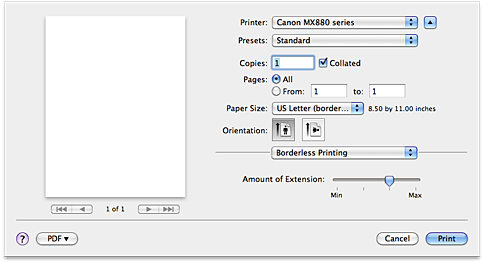 Printer: Canon MX880 series
Presets: Standard
Copies: 1 Collated
Pages: All
From: 1 to: 1
Paper Size: US Letter (border... 8.50 by 11.00 inches
Orientation:
Borderless Printing
Amount of Extension:
Min Max
1 of 1
? PDF ▼ Cancel Print